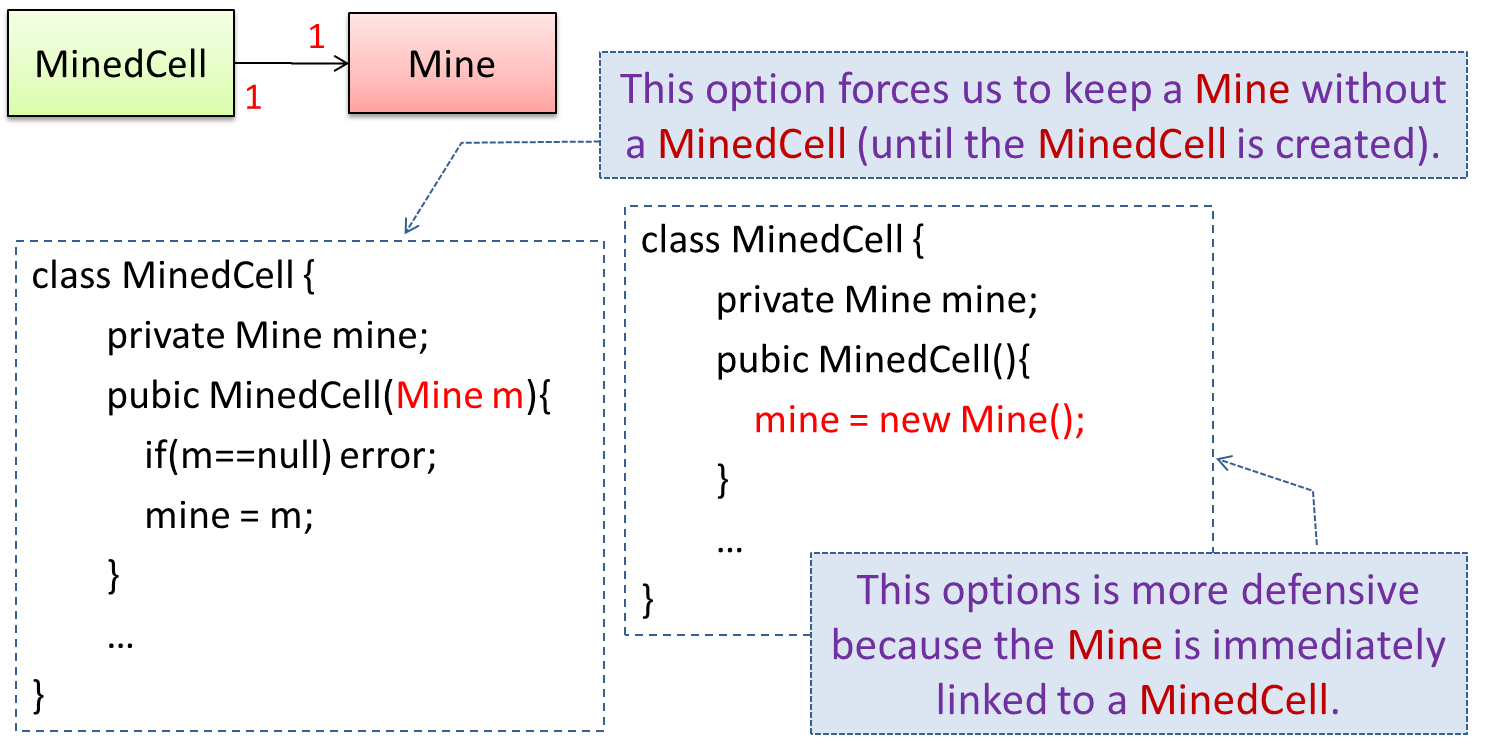 MinedCell
1
1
Mine
This option forces us to keep a Mine without
a MinedCell (until the MinedCell is created).
class MinedCell {
private Mine mine;
pubic MinedCell(Mine m){
if(m==null) error;
mine = m;
}
...
}
class MinedCell {
private Mine mine;
pubic MinedCell(){
mine = new Mine();
}
...
}
This options is more defensive
because the Mine is immediately
linked to a MinedCell.